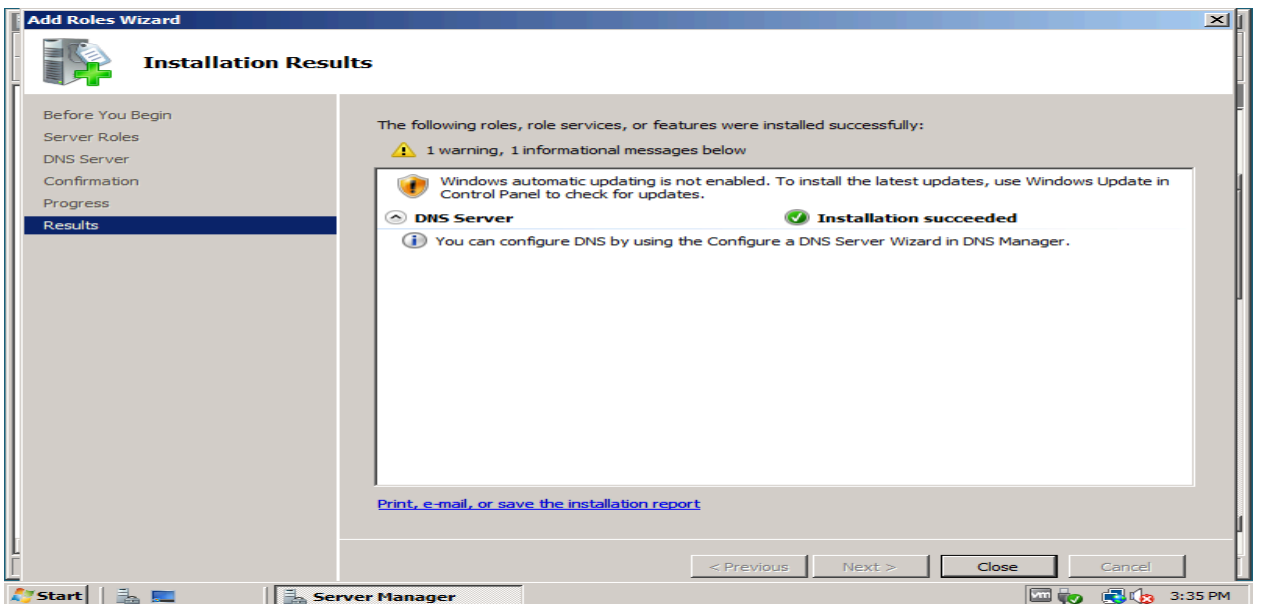 Add Roles Wizard
Installation Results
Before You Begin
Server Roles
DNS Server
Confirmation
Progress
Results
The following roles, role services, or features were installed successfully:
1 warning, 1 informational messages below
Windows automatic updating is not enabled. To install the latest updates, use Windows Update in
Control Panel to check for updates.
DNS Server Installation succeeded
You can configure DNS by using the Configure a DNS Server Wizard in DNS Manager.
Print, e-mail, or save the installation report
< Previous Next > Close Cancel
Start Server Manager vm 3:35 PM